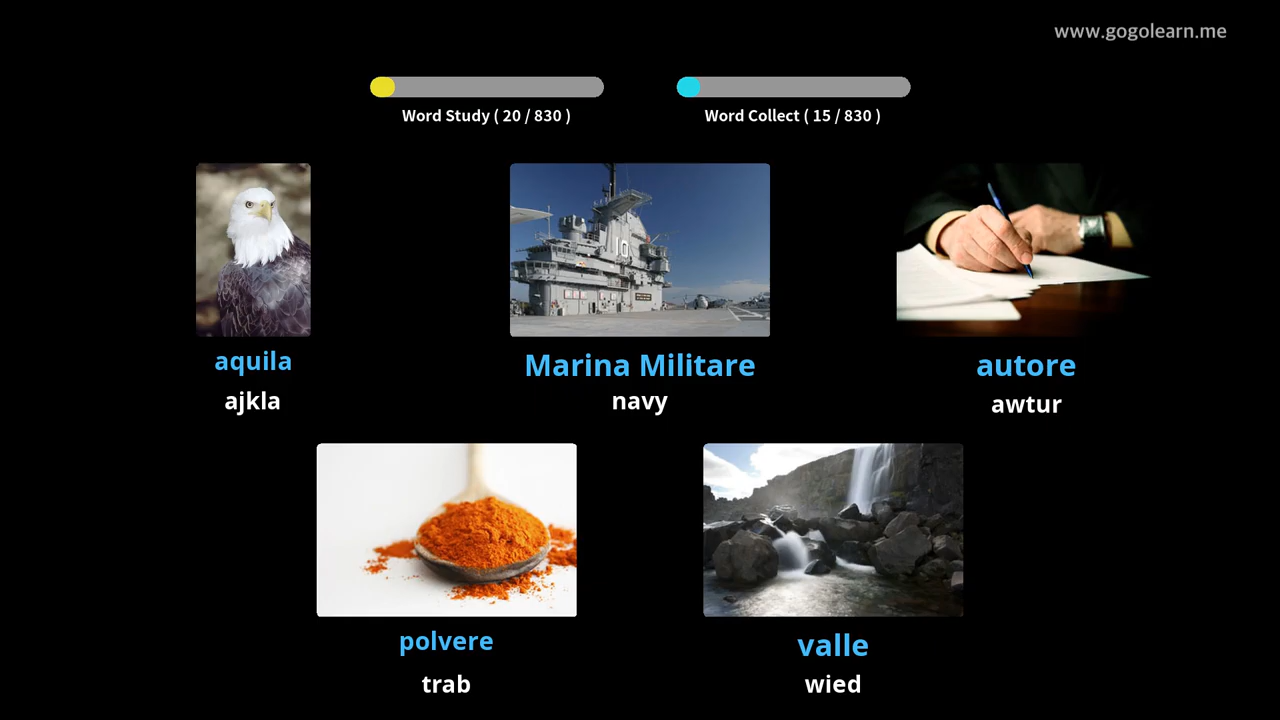 www.gogolearn.me
Word Study ( 20 / 830 )
Word Collect ( 15 / 830 )
aquila
Marina Militare
autore
ajkla
navy
awtur
polvere
valle
trab
wied
10